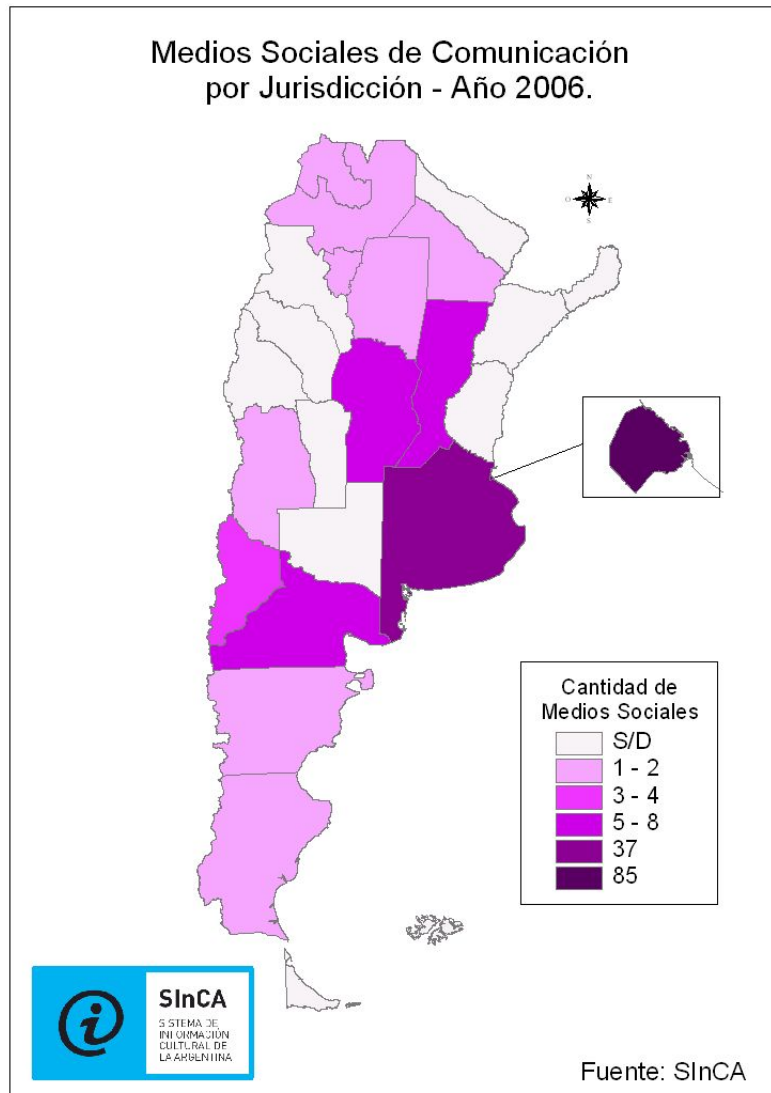 Medios Sociales de Comunicación
por Jurisdicción - Año 2006.
N
O
E
S
Cantidad de
Medios Sociales
S/D
1 - 2
3 - 4
5 - 8
37
85
SInCA
SISTEMA DE
INFORMACIÓN
CULTURAL DE
LA ARGENTINA
Fuente: SInCA